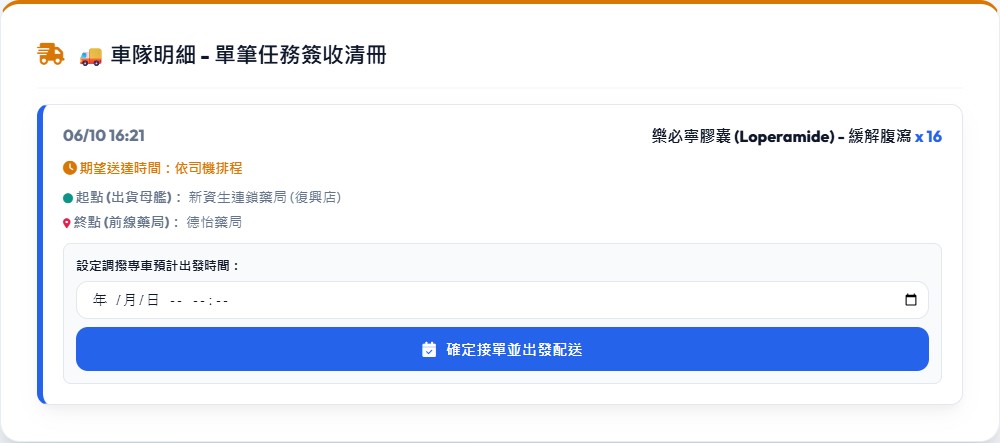 🚚 車隊明細 - 單筆任務簽收清冊
06/10 16:21
樂必寧膠囊 (Loperamide) - 緩解腹瀉 x 16
期望送達時間：依司機排程
起點 (出貨母艦)： 新資生連鎖藥局 (復興店)
終點 (前線藥局)： 德怡藥局
設定調撥專車預計出發時間：
年 /月/日 -- --:--
確定接單並出發配送